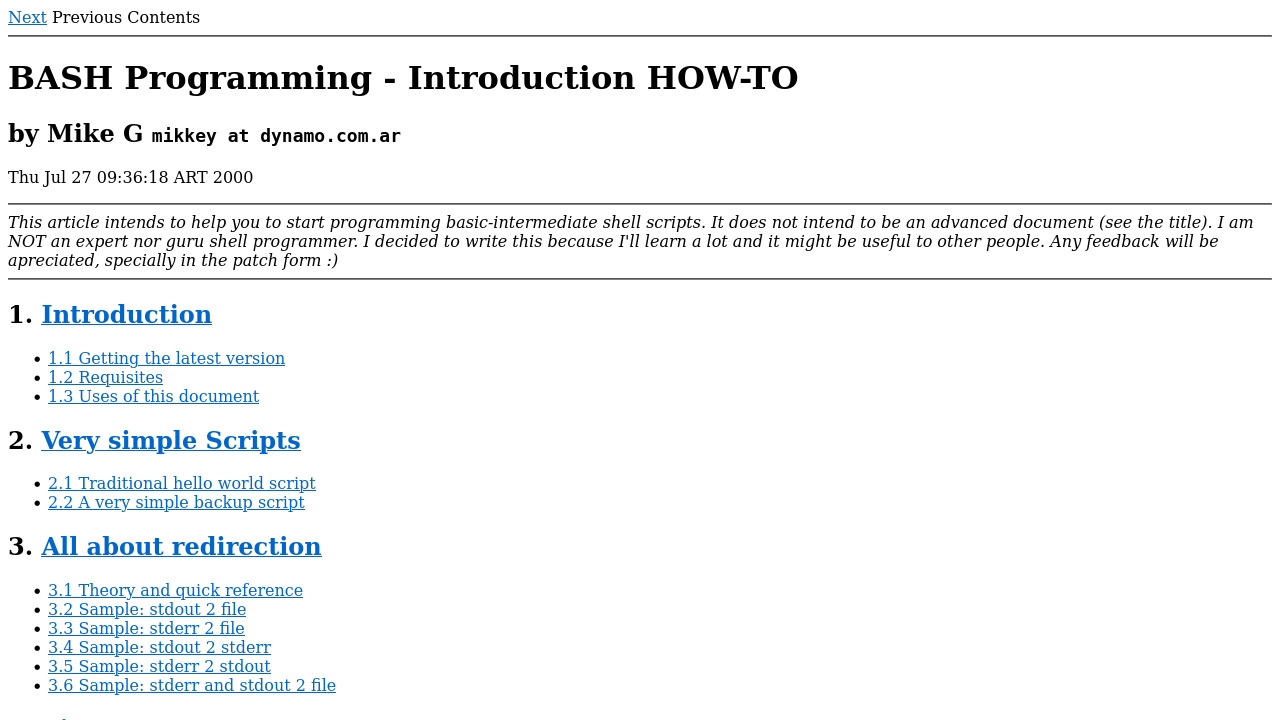 Next Previous Contents
BASH Programming - Introduction HOW-TO
by Mike G mikkey at dynamo.com.ar
Thu Jul 27 09:36:18 ART 2000
This article intends to help you to start programming basic-intermediate shell scripts. It does not intend to be an advanced document (see the title). I am
NOT an expert nor guru shell programmer. I decided to write this because I'll learn a lot and it might be useful to other people. Any feedback will be
apreciated, specially in the patch form :)
1. Introduction
1.1 Getting the latest version
1.2 Requisites
1.3 Uses of this document
2. Very simple Scripts
2.1 Traditional hello world script
2.2 A very simple backup script
3. All about redirection
3.1 Theory and quick reference
3.2 Sample: stdout 2 file
3.3 Sample: stderr 2 file
3.4 Sample: stdout 2 stderr
3.5 Sample: stderr 2 stdout
3.6 Sample: stderr and stdout 2 file